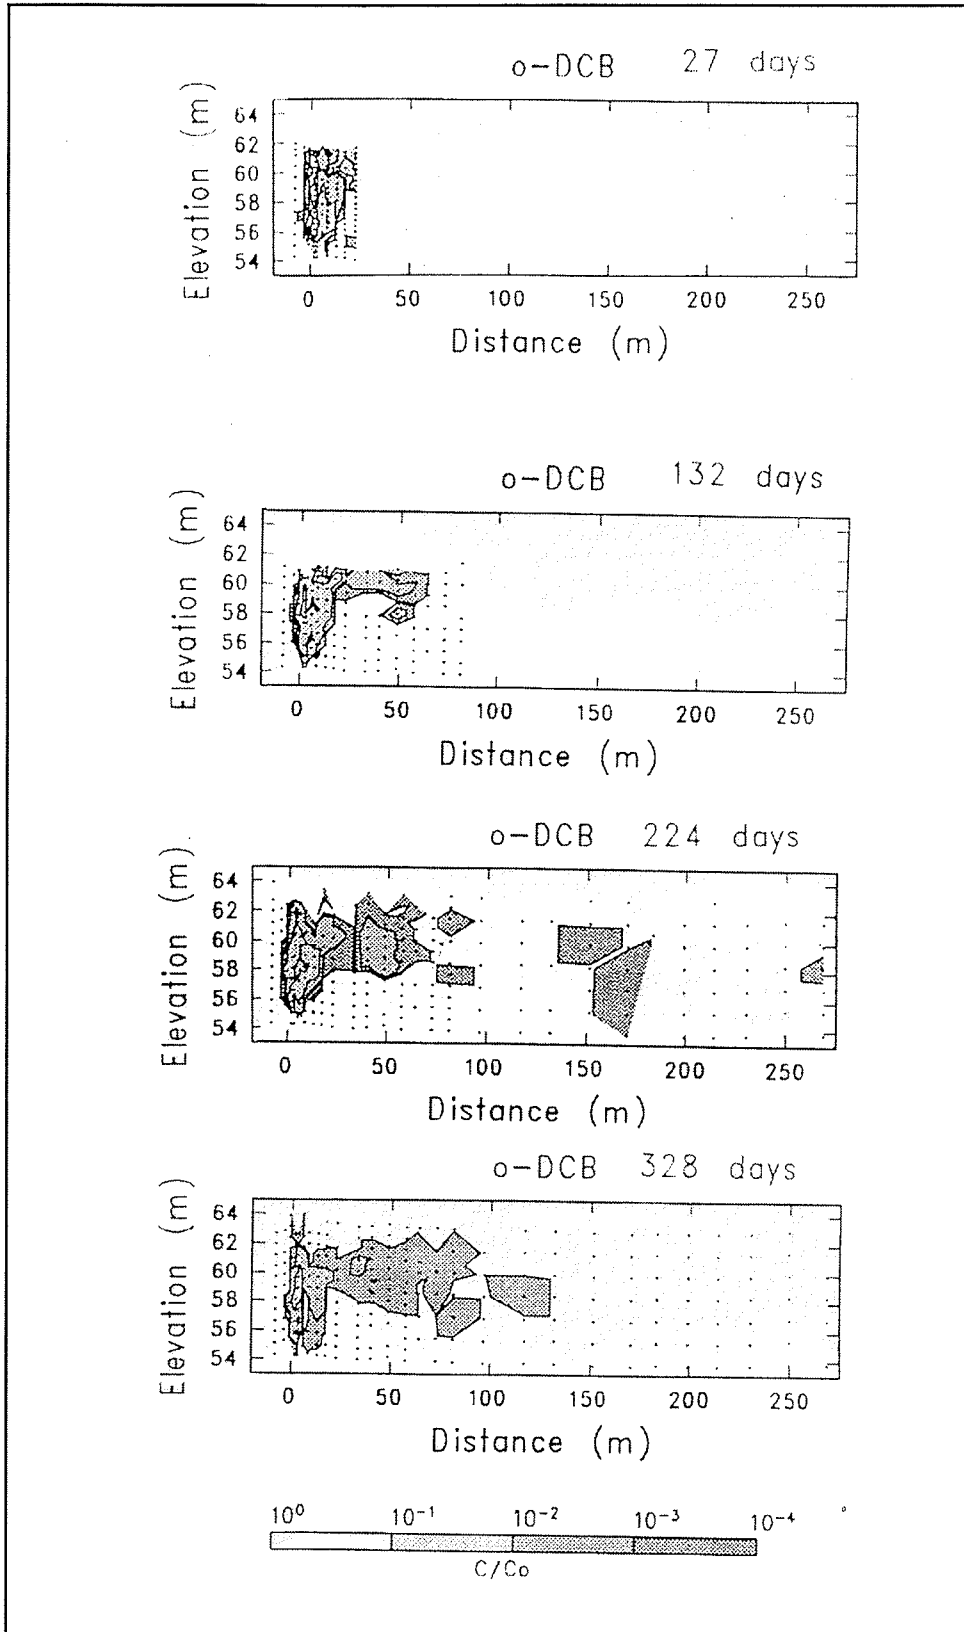 o-DCB 27 days
Elevation (m)
64
62
60
58
56
54
0 50 100 150 200 250
Distance (m)
o-DCB 132 days
Elevation (m)
64
62
60
58
56
54
0 50 100 150 200 250
Distance (m)
o-DCB 224 days
Elevation (m)
64
62
60
58
56
54
0 50 100 150 200 250
Distance (m)
o-DCB 328 days
Elevation (m)
64
62
60
58
56
54
0 50 100 150 200 250
Distance (m)
10⁰ 10⁻¹ 10⁻² 10⁻³ 10⁻⁴
C/Co